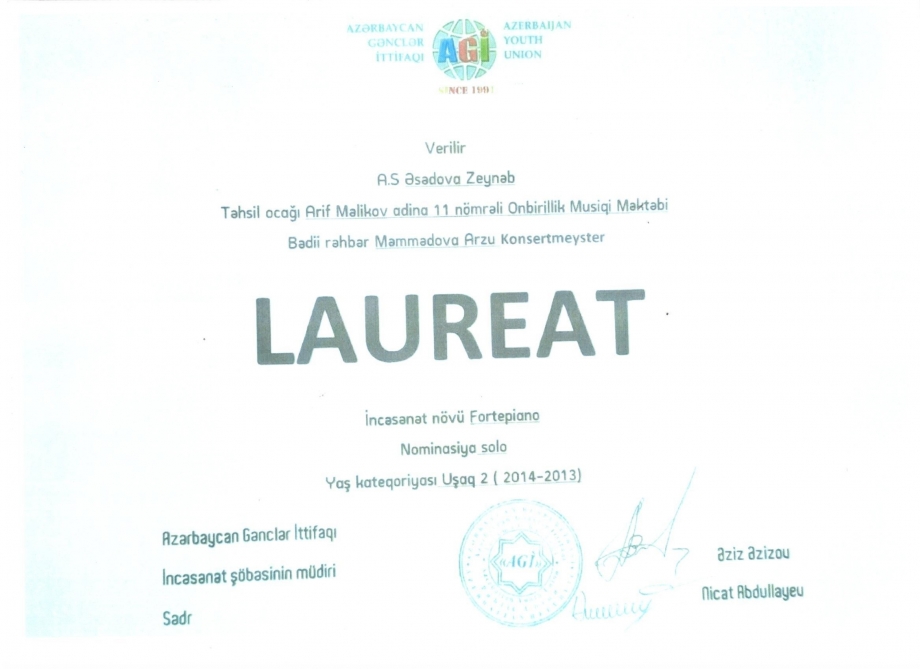 AZƏRBAYCAN
GƏNCLƏR
İTTİFAQI
AGİ
AZERBAIJAN
YOUTH
UNION
SINCE 1991
Verilir
A.S Əsədova Zeynəb
Təhsil ocağı Arif Məlikov adına 11 nömrəli Onbirillik Musiqi Məktəbi
Bədii rəhbər Məmmədova Arzu Konsertmeyster
LAUREAT
İncəsənət növü Fortepiano
Nominasiya solo
Yaş kateqoriyası Uşaq 2 ( 2014-2013)
Azərbaycan Gənclər İttifaqı
İncəsənət şöbəsinin müdiri
Sədr
AGİ
Əziz Əzizov
Nicat Abdullayev